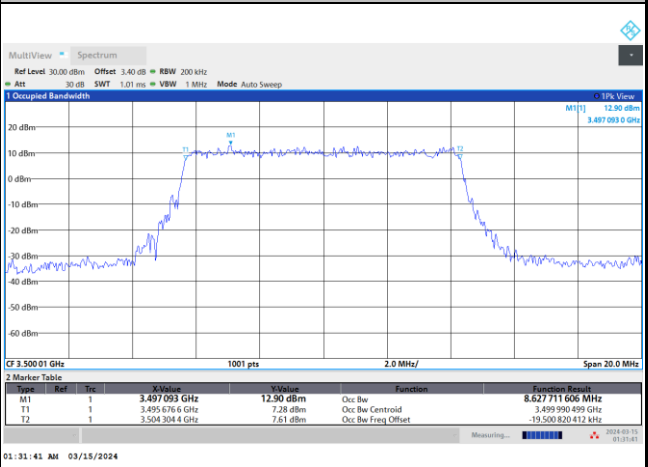 MultiView Spectrum
Ref Level 30.00 dBm Offset 3.40 dB RBW 200 kHz
Att 30 dB SWT 1.01 ms VBW 1 MHz Mode Auto Sweep
1 Occupied Bandwidth 1Pk View
M1[1] 12.90 dBm
3.497 093 0 GHz
20 dBm
M1
T1 T2
10 dBm
0 dBm
-10 dBm
-20 dBm
-30 dBm
-40 dBm
-50 dBm
-60 dBm
CF 3.500 01 GHz 1001 pts 2.0 MHz/ Span 20.0 MHz
2 Marker Table
Type Ref Trc X-Value Y-Value Function Function Result
M1 1 3.497 093 GHz 12.90 dBm Occ Bw 8.627 711 606 MHz
T1 1 3.495 676 6 GHz 7.28 dBm Occ Bw Centroid 3.499 990 499 GHz
T2 1 3.504 304 4 GHz 7.61 dBm Occ Bw Freq Offset -19.500 820 412 kHz
Measuring... 2024-03-15
01:31:41
01:31:41 AM 03/15/2024